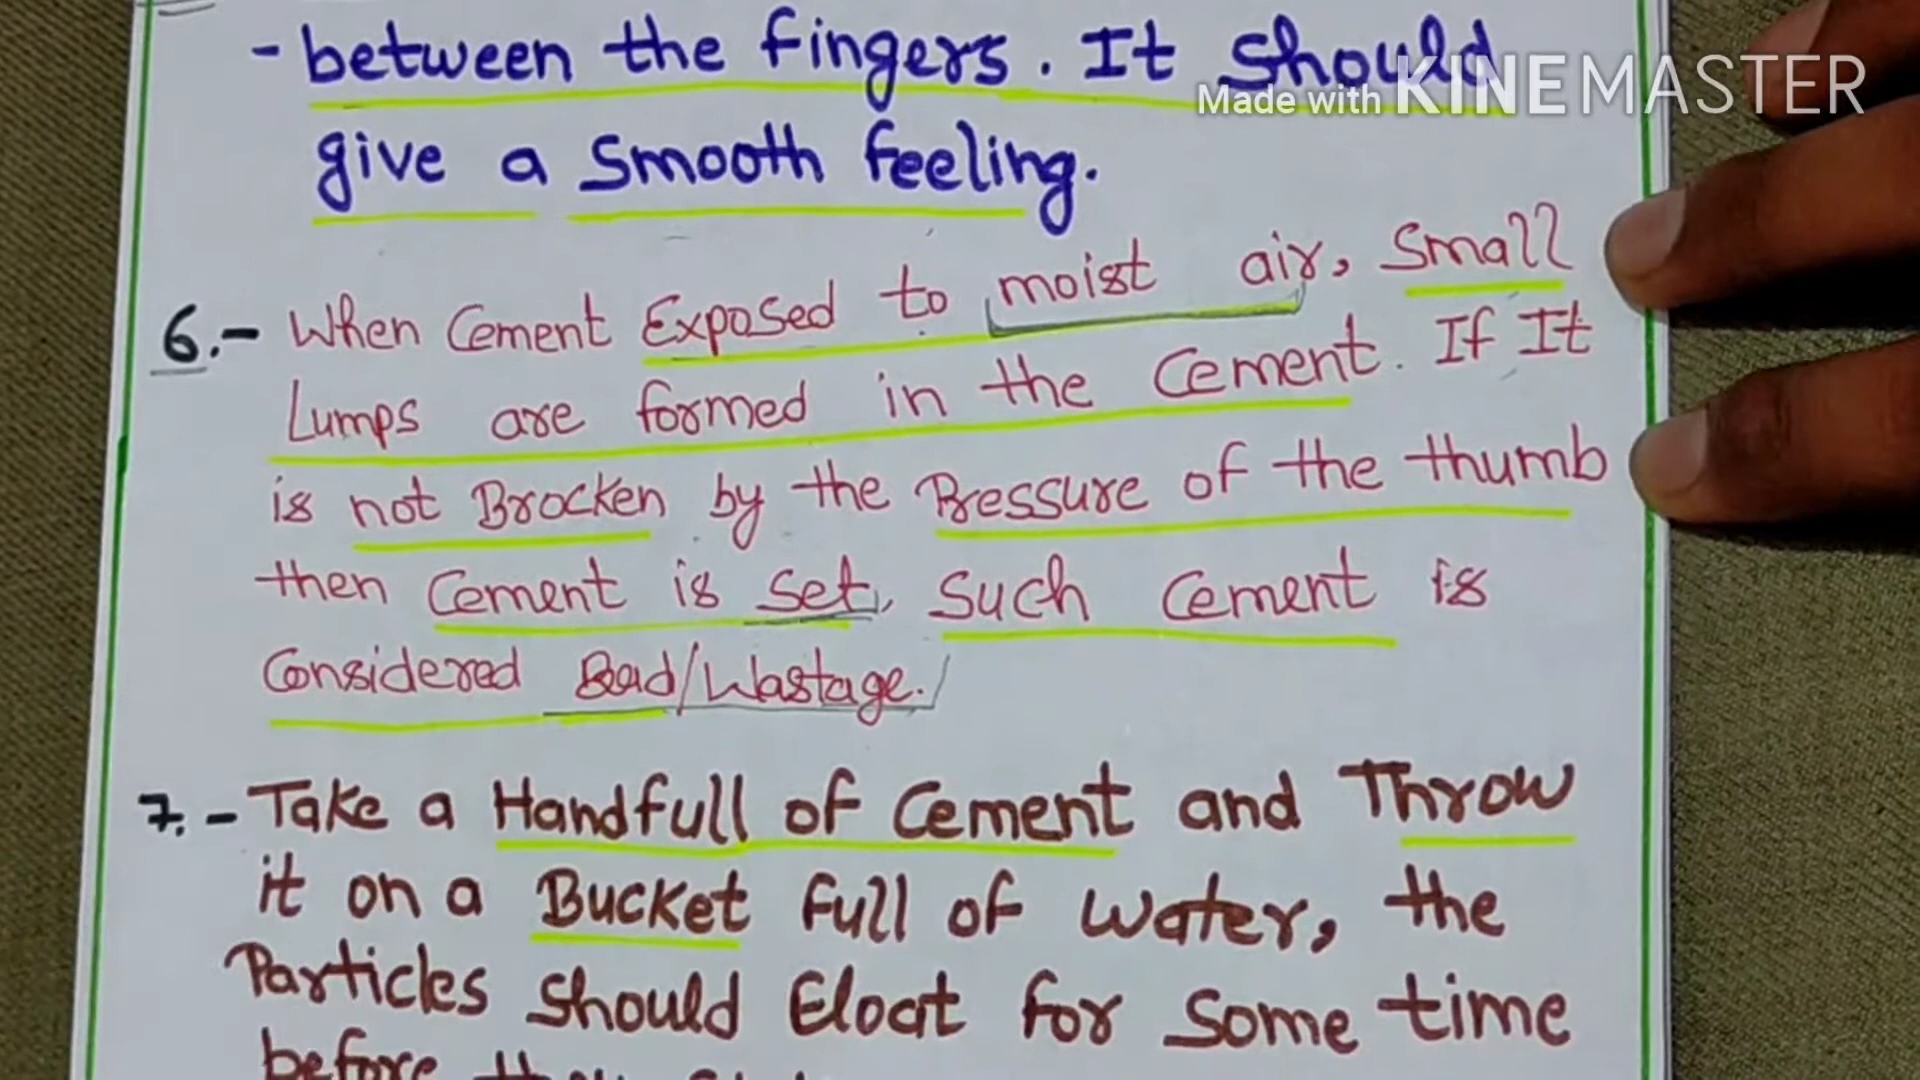 - between the fingers. It should
Made with KINEMASTER
give a smooth feeling.
6.- When Cement Exposed to moist air, Small
Lumps are formed in the Cement. If It
is not Brocken by the Pressure of the thumb
then Cement is set, Such Cement is
Considered Bad/Wastage.
7.- Take a Handfull of Cement and Throw
it on a Bucket full of water, the
Particles should Float for some time
before they